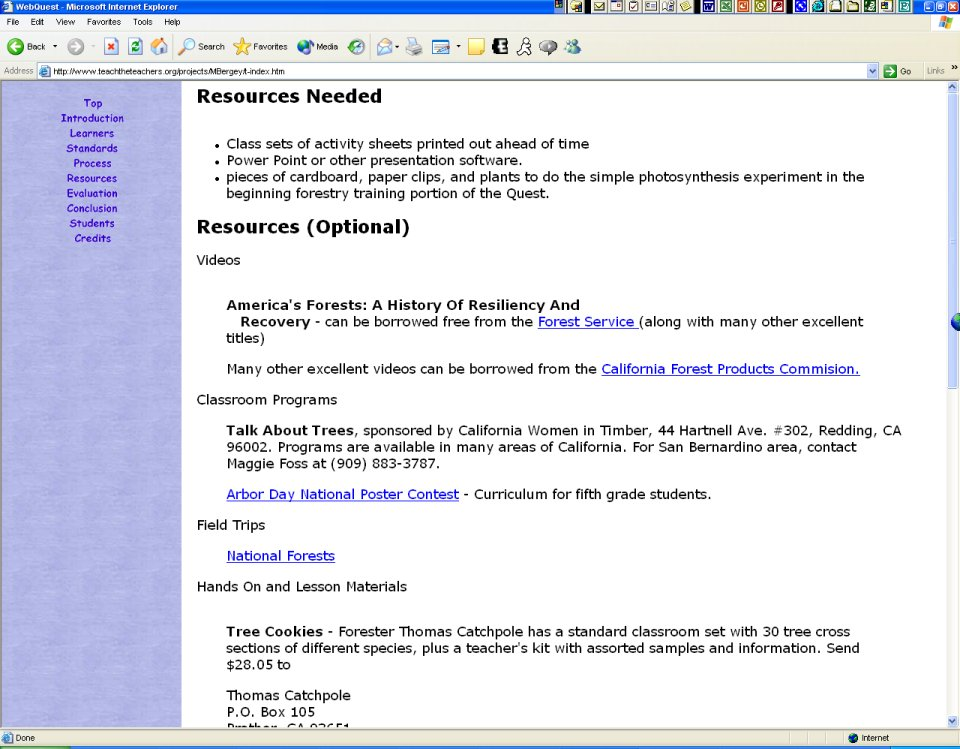 WebQuest - Microsoft Internet Explorer
File Edit View Favorites Tools Help
Back Search Favorites Media
Address http://www.teachtheteachers.org/projects/MBergey/t-index.htm Go Links »
Top
Introduction
Learners
Standards
Process
Resources
Evaluation
Conclusion
Students
Credits
Resources Needed
• Class sets of activity sheets printed out ahead of time
• Power Point or other presentation software.
• pieces of cardboard, paper clips, and plants to do the simple photosynthesis experiment in the
beginning forestry training portion of the Quest.
Resources (Optional)
Videos
America's Forests: A History Of Resiliency And
Recovery - can be borrowed free from the Forest Service (along with many other excellent
titles)
Many other excellent videos can be borrowed from the California Forest Products Commision.
Classroom Programs
Talk About Trees, sponsored by California Women in Timber, 44 Hartnell Ave. #302, Redding, CA
96002. Programs are available in many areas of California. For San Bernardino area, contact
Maggie Foss at (909) 883-3787.
Arbor Day National Poster Contest - Curriculum for fifth grade students.
Field Trips
National Forests
Hands On and Lesson Materials
Tree Cookies - Forester Thomas Catchpole has a standard classroom set with 30 tree cross
sections of different species, plus a teacher's kit with assorted samples and information. Send
$28.05 to
Thomas Catchpole
P.O. Box 105
Done Internet